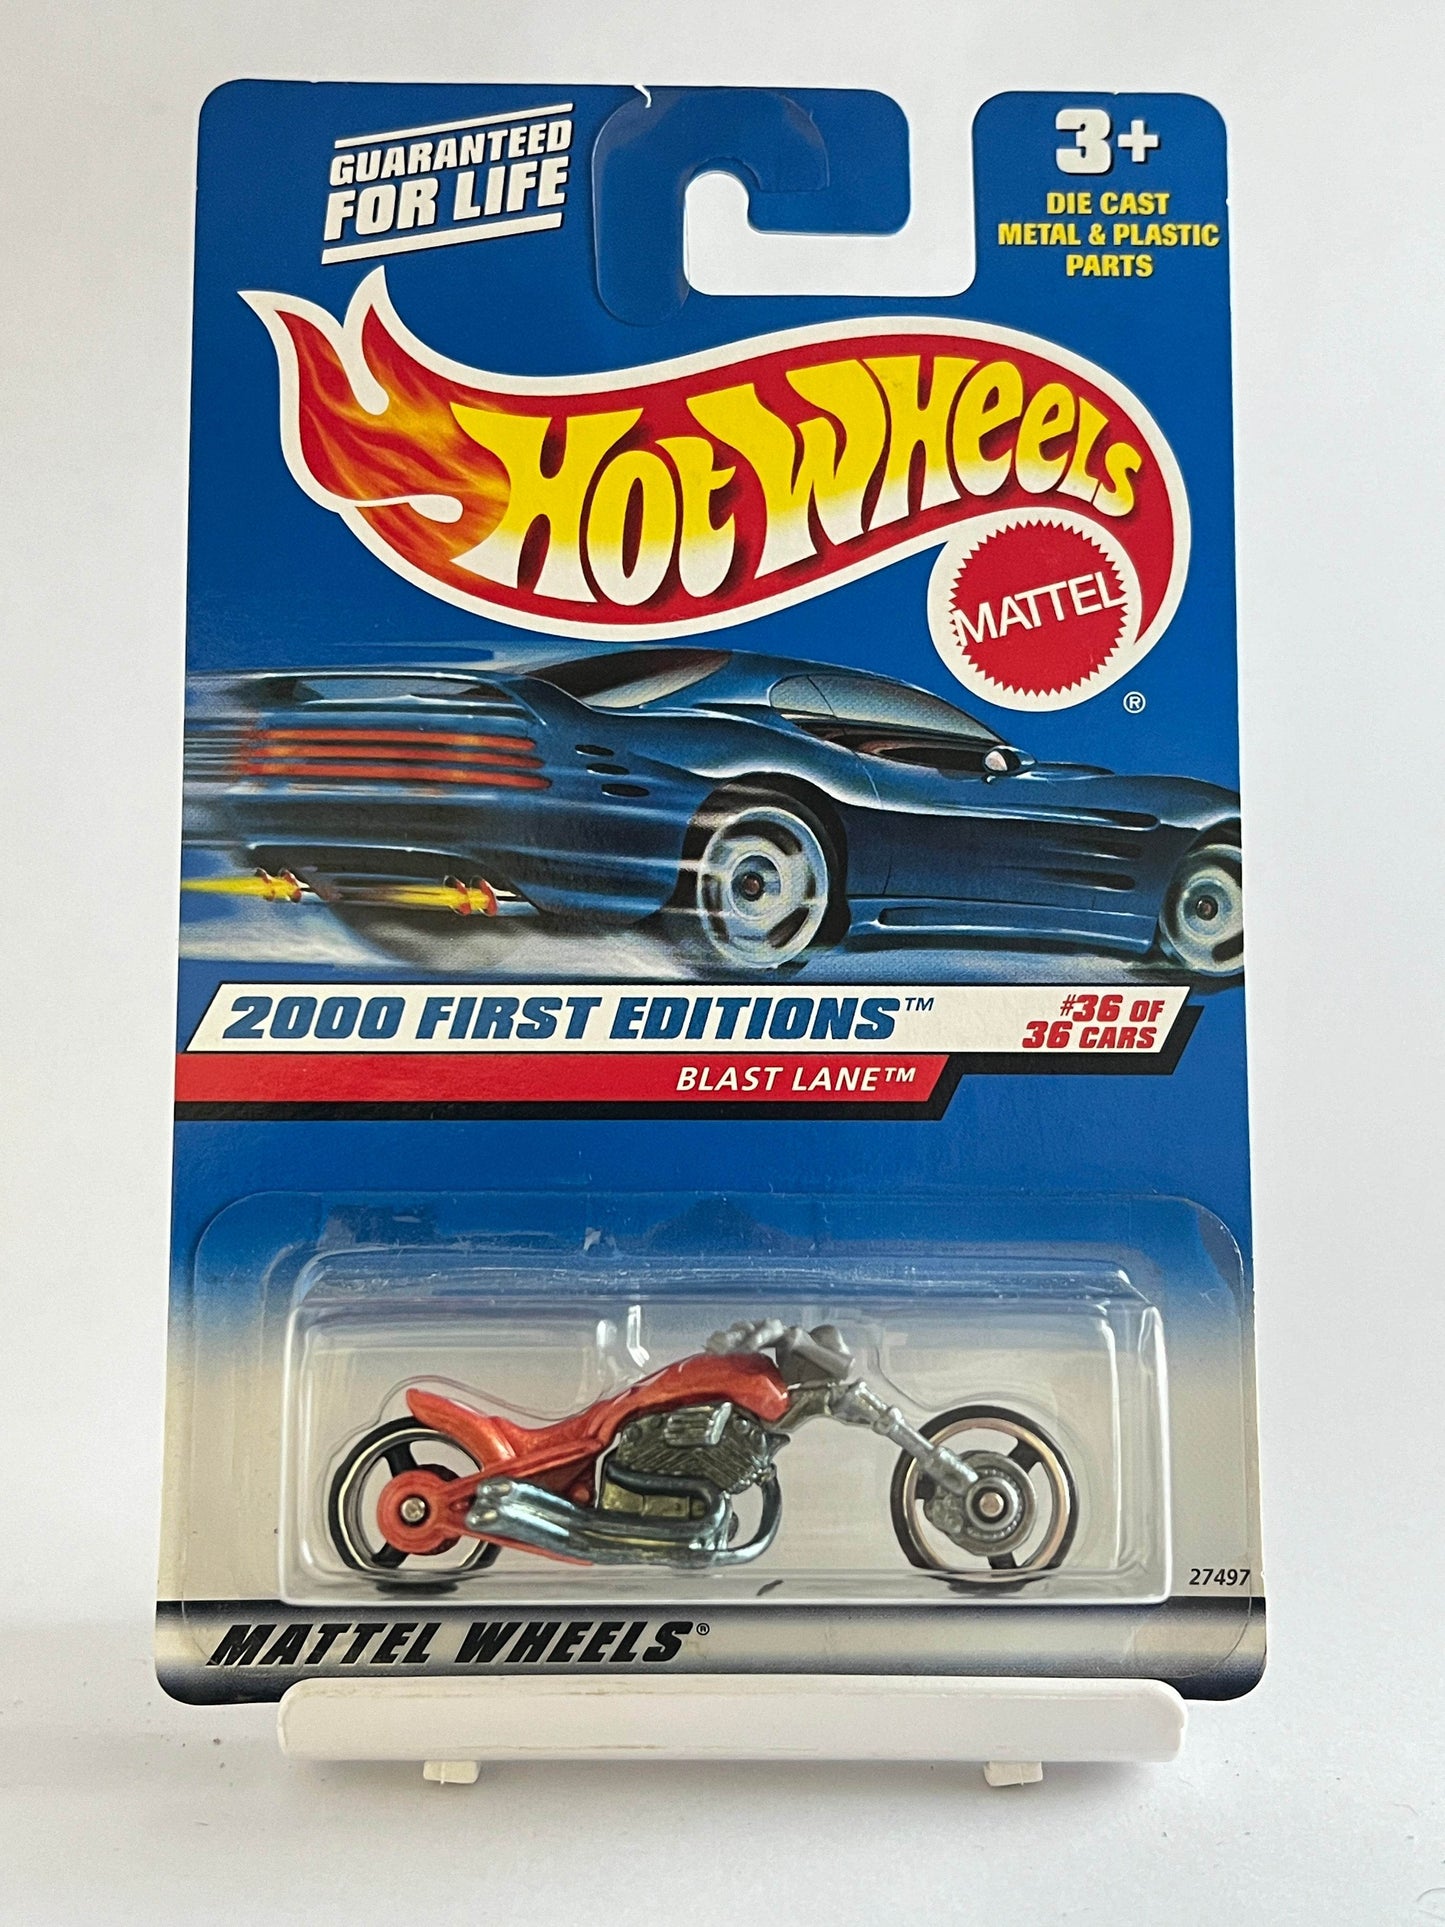 GUARANTEED
FOR LIFE
3+
DIE CAST
METAL & PLASTIC
PARTS
HOT WHEELS
MATTEL
®
2000 FIRST EDITIONS™
#36 OF
36 CARS
BLAST LANE™
27497
MATTEL WHEELS®